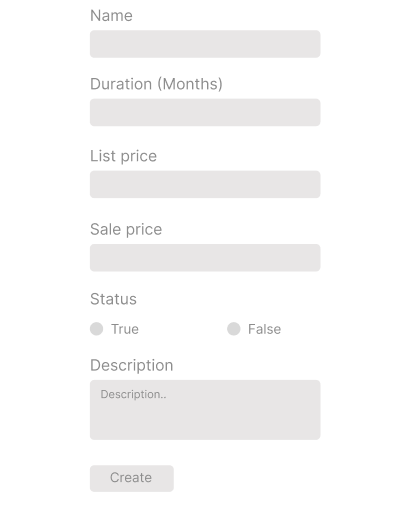 Name
Duration (Months)
List price
Sale price
Status
True False
Description
Description..
Create